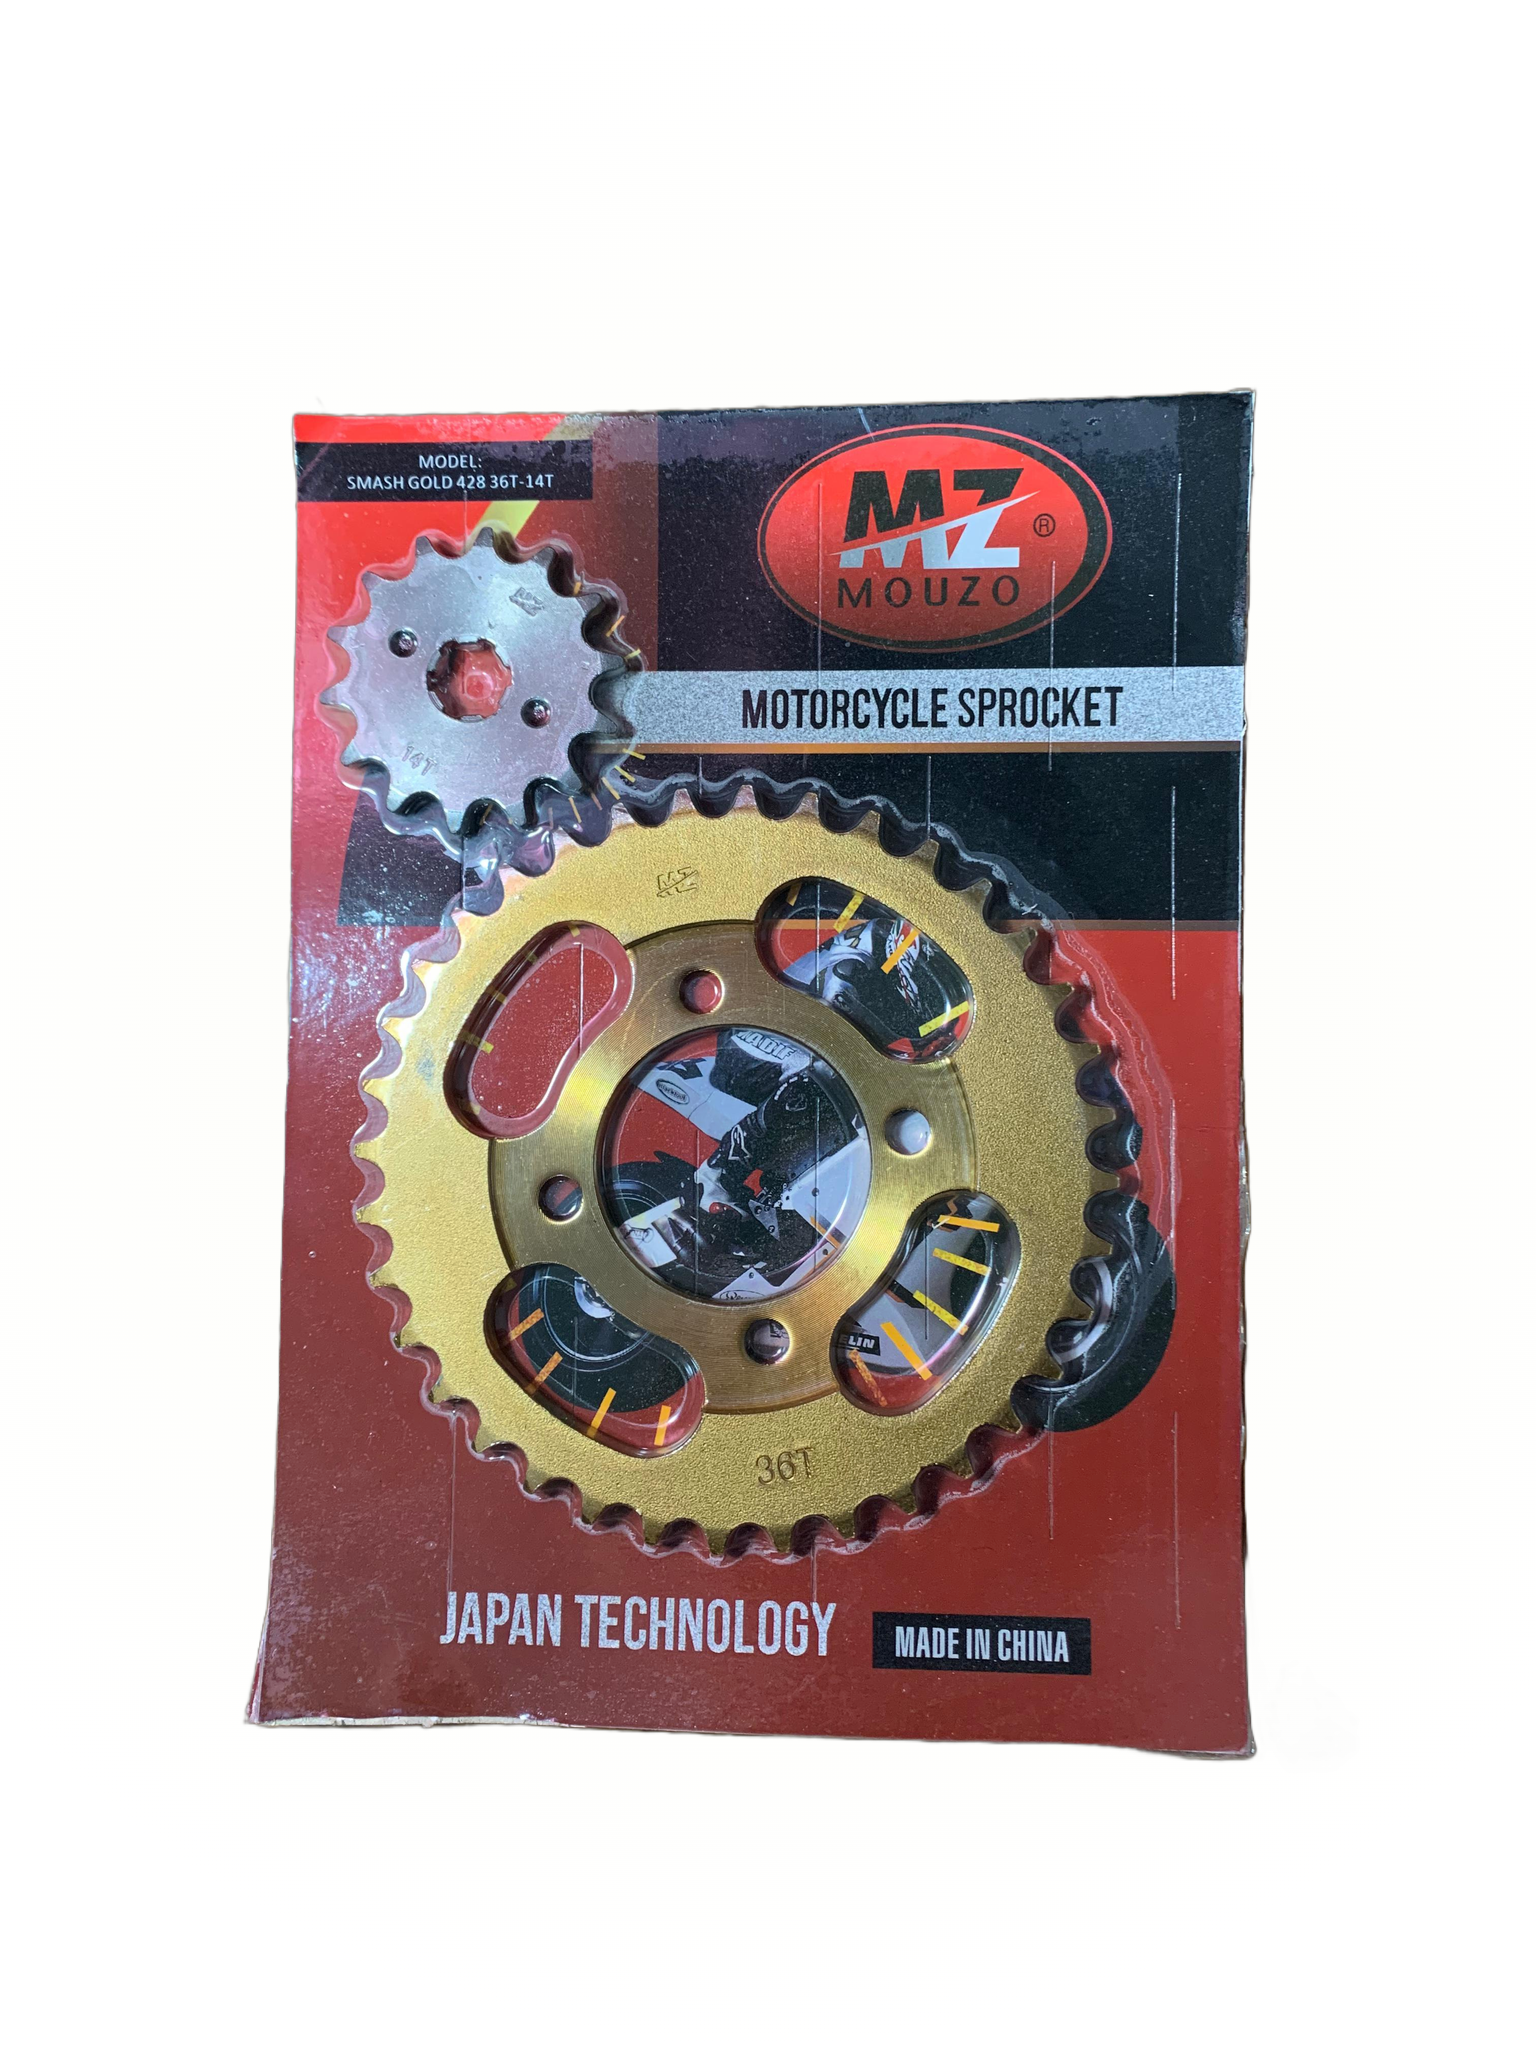 MODEL:
SMASH GOLD 428 36T-14T
MZ
®
MOUZO
MZ
14T
MOTORCYCLE SPROCKET
MZ
36T
JAPAN TECHNOLOGY
MADE IN CHINA